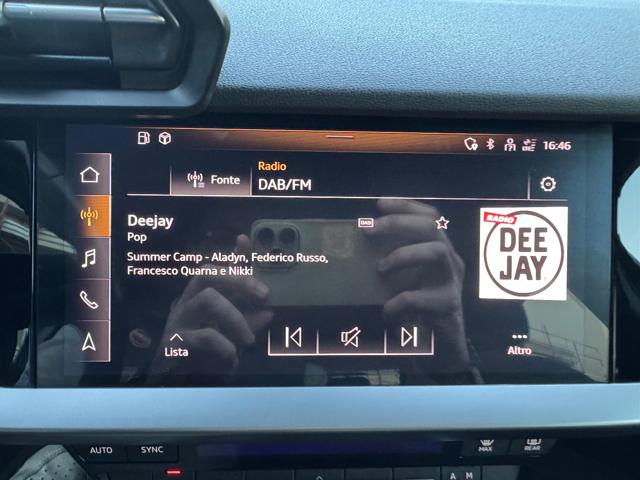 16:46
Radio
Fonte
DAB/FM
Deejay
DAB
Pop
Summer Camp - Aladyn, Federico Russo,
Francesco Quarna e Nikki
RADIO
DEE
JAY
Lista
Altro
AUTO
SYNC
MAX
REAR
A M